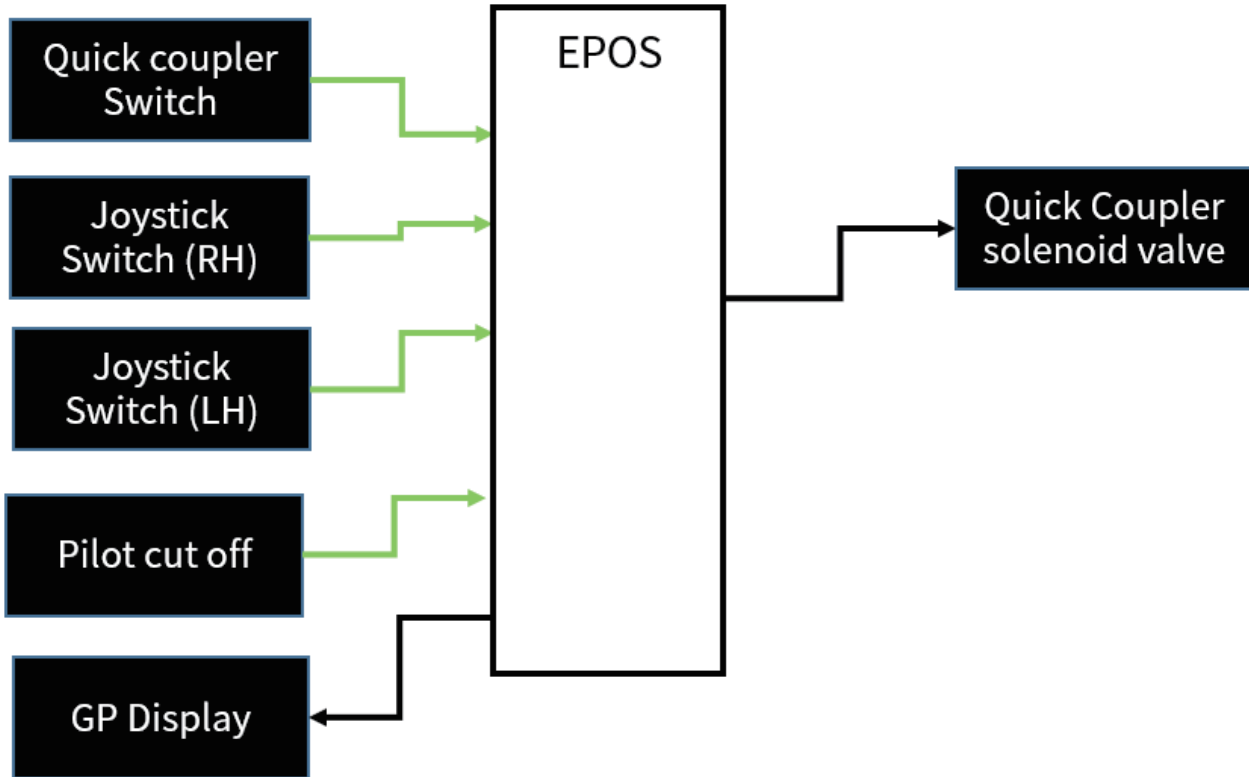 Quick coupler
Switch
EPOS
Joystick
Switch (RH)
Quick Coupler
solenoid valve
Joystick
Switch (LH)
Pilot cut off
GP Display